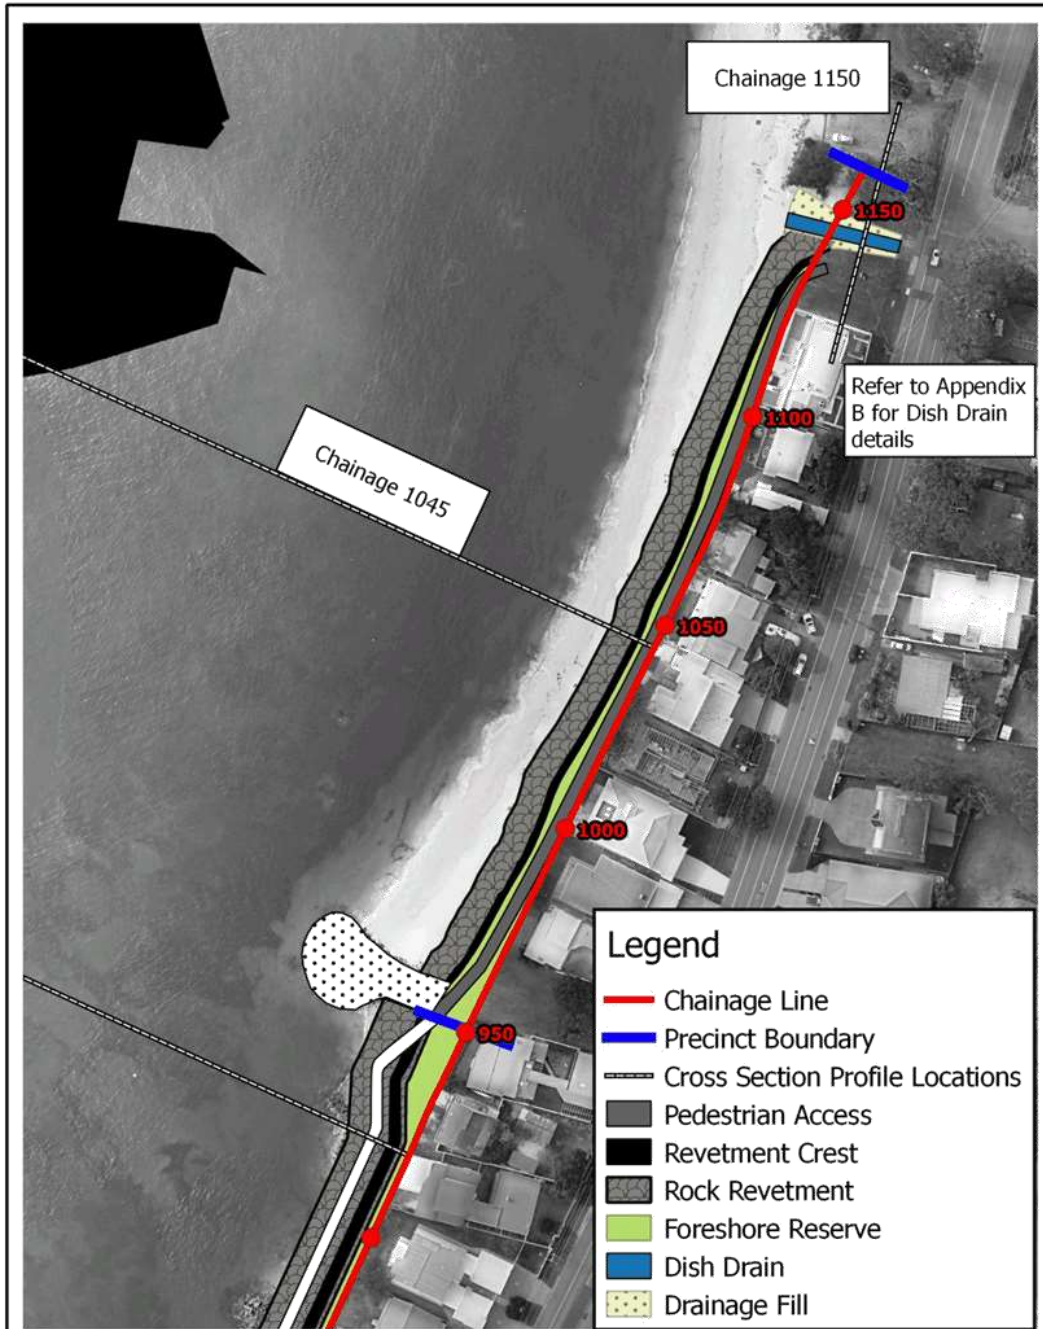 Chainage 1150
1150
Refer to Appendix
B for Dish Drain
details
1100
Chainage 1045
1050
1000
950
Legend
Chainage Line
Precinct Boundary
Cross Section Profile Locations
Pedestrian Access
Revetment Crest
Rock Revetment
Foreshore Reserve
Dish Drain
Drainage Fill